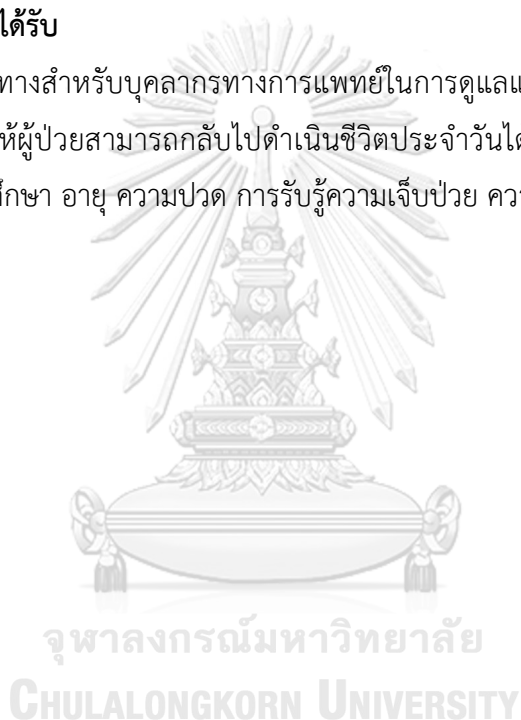 ได้รับ
ทางสำหรับบุคลากรทางการแพทย์ในการดูแล
ห้ผู้ป่วยสามารถกลับไปดำเนินชีวิตประจำวันได้
ศึกษา อายุ ความปวด การรับรู้ความเจ็บป่วย
จุฬาลงกรณ์มหาวิทยาลัย
CHULALONGKORN UNIVERSITY